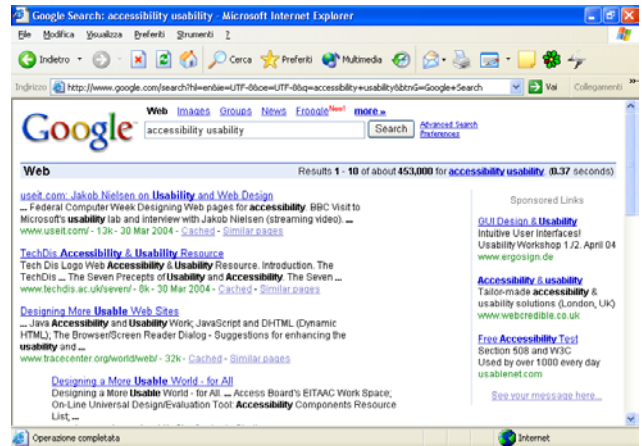 Google Search: accessibility usability - Microsoft Internet Explorer
File Modifica Visualizza Preferiti Strumenti ?
Indietro Cerca Preferiti Multimedia
Indirizzo http://www.google.com/search?hl=en&ie=UTF-8&oe=UTF-8&q=accessibility+usability&btnG=Google+Search Vai Collegamenti »
Web Images Groups News Froogle New! more »
Google accessibility usability Search Advanced Search
Preferences
Web Results 1 - 10 of about 453,000 for accessibility usability. (0.37 seconds)
useit.com: Jakob Nielsen on Usability and Web Design
... Federal Computer Week Designing Web pages for accessibility. BBC Visit to
Microsoft's usability lab and interview with Jakob Nielsen (streaming video). ...
www.useit.com/ - 13k - 30 Mar 2004 - Cached - Similar pages
TechDis Accessibility & Usability Resource
Tech Dis Logo Web Accessibility & Usability Resource. Introduction. The
TechDis ... The Seven Precepts of Usability and Accessibility. The Seven ...
www.techdis.ac.uk/seven/ - 8k - 30 Mar 2004 - Cached - Similar pages
Designing More Usable Web Sites
... Java Accessibility and Usability Work; JavaScript and DHTML (Dynamic
HTML); The Browser/Screen Reader Dialog - Suggestions for enhancing the
usability and ...
www.tracecenter.org/world/web/ - 32k - Cached - Similar pages
Designing a More Usable World - for All
Designing a More Usable World - for All. ... Access Board's EITAAC Work Space;
On-Line Universal Design/Evaluation Tool: Accessibility Components Resource
List; ...
Sponsored Links
GUI Design & Usability
Intuitive User Interfaces!
Usability Workshop 1./2. April 04
www.ergosign.de
Accessibility & usability
Tailor-made accessibility &
usability solutions (London, UK)
www.webcredible.co.uk
Free Accessibility Test
Section 508 and W3C
Used by over 1000 every day
usablenet.com
See your message here...
Operazione completata Internet